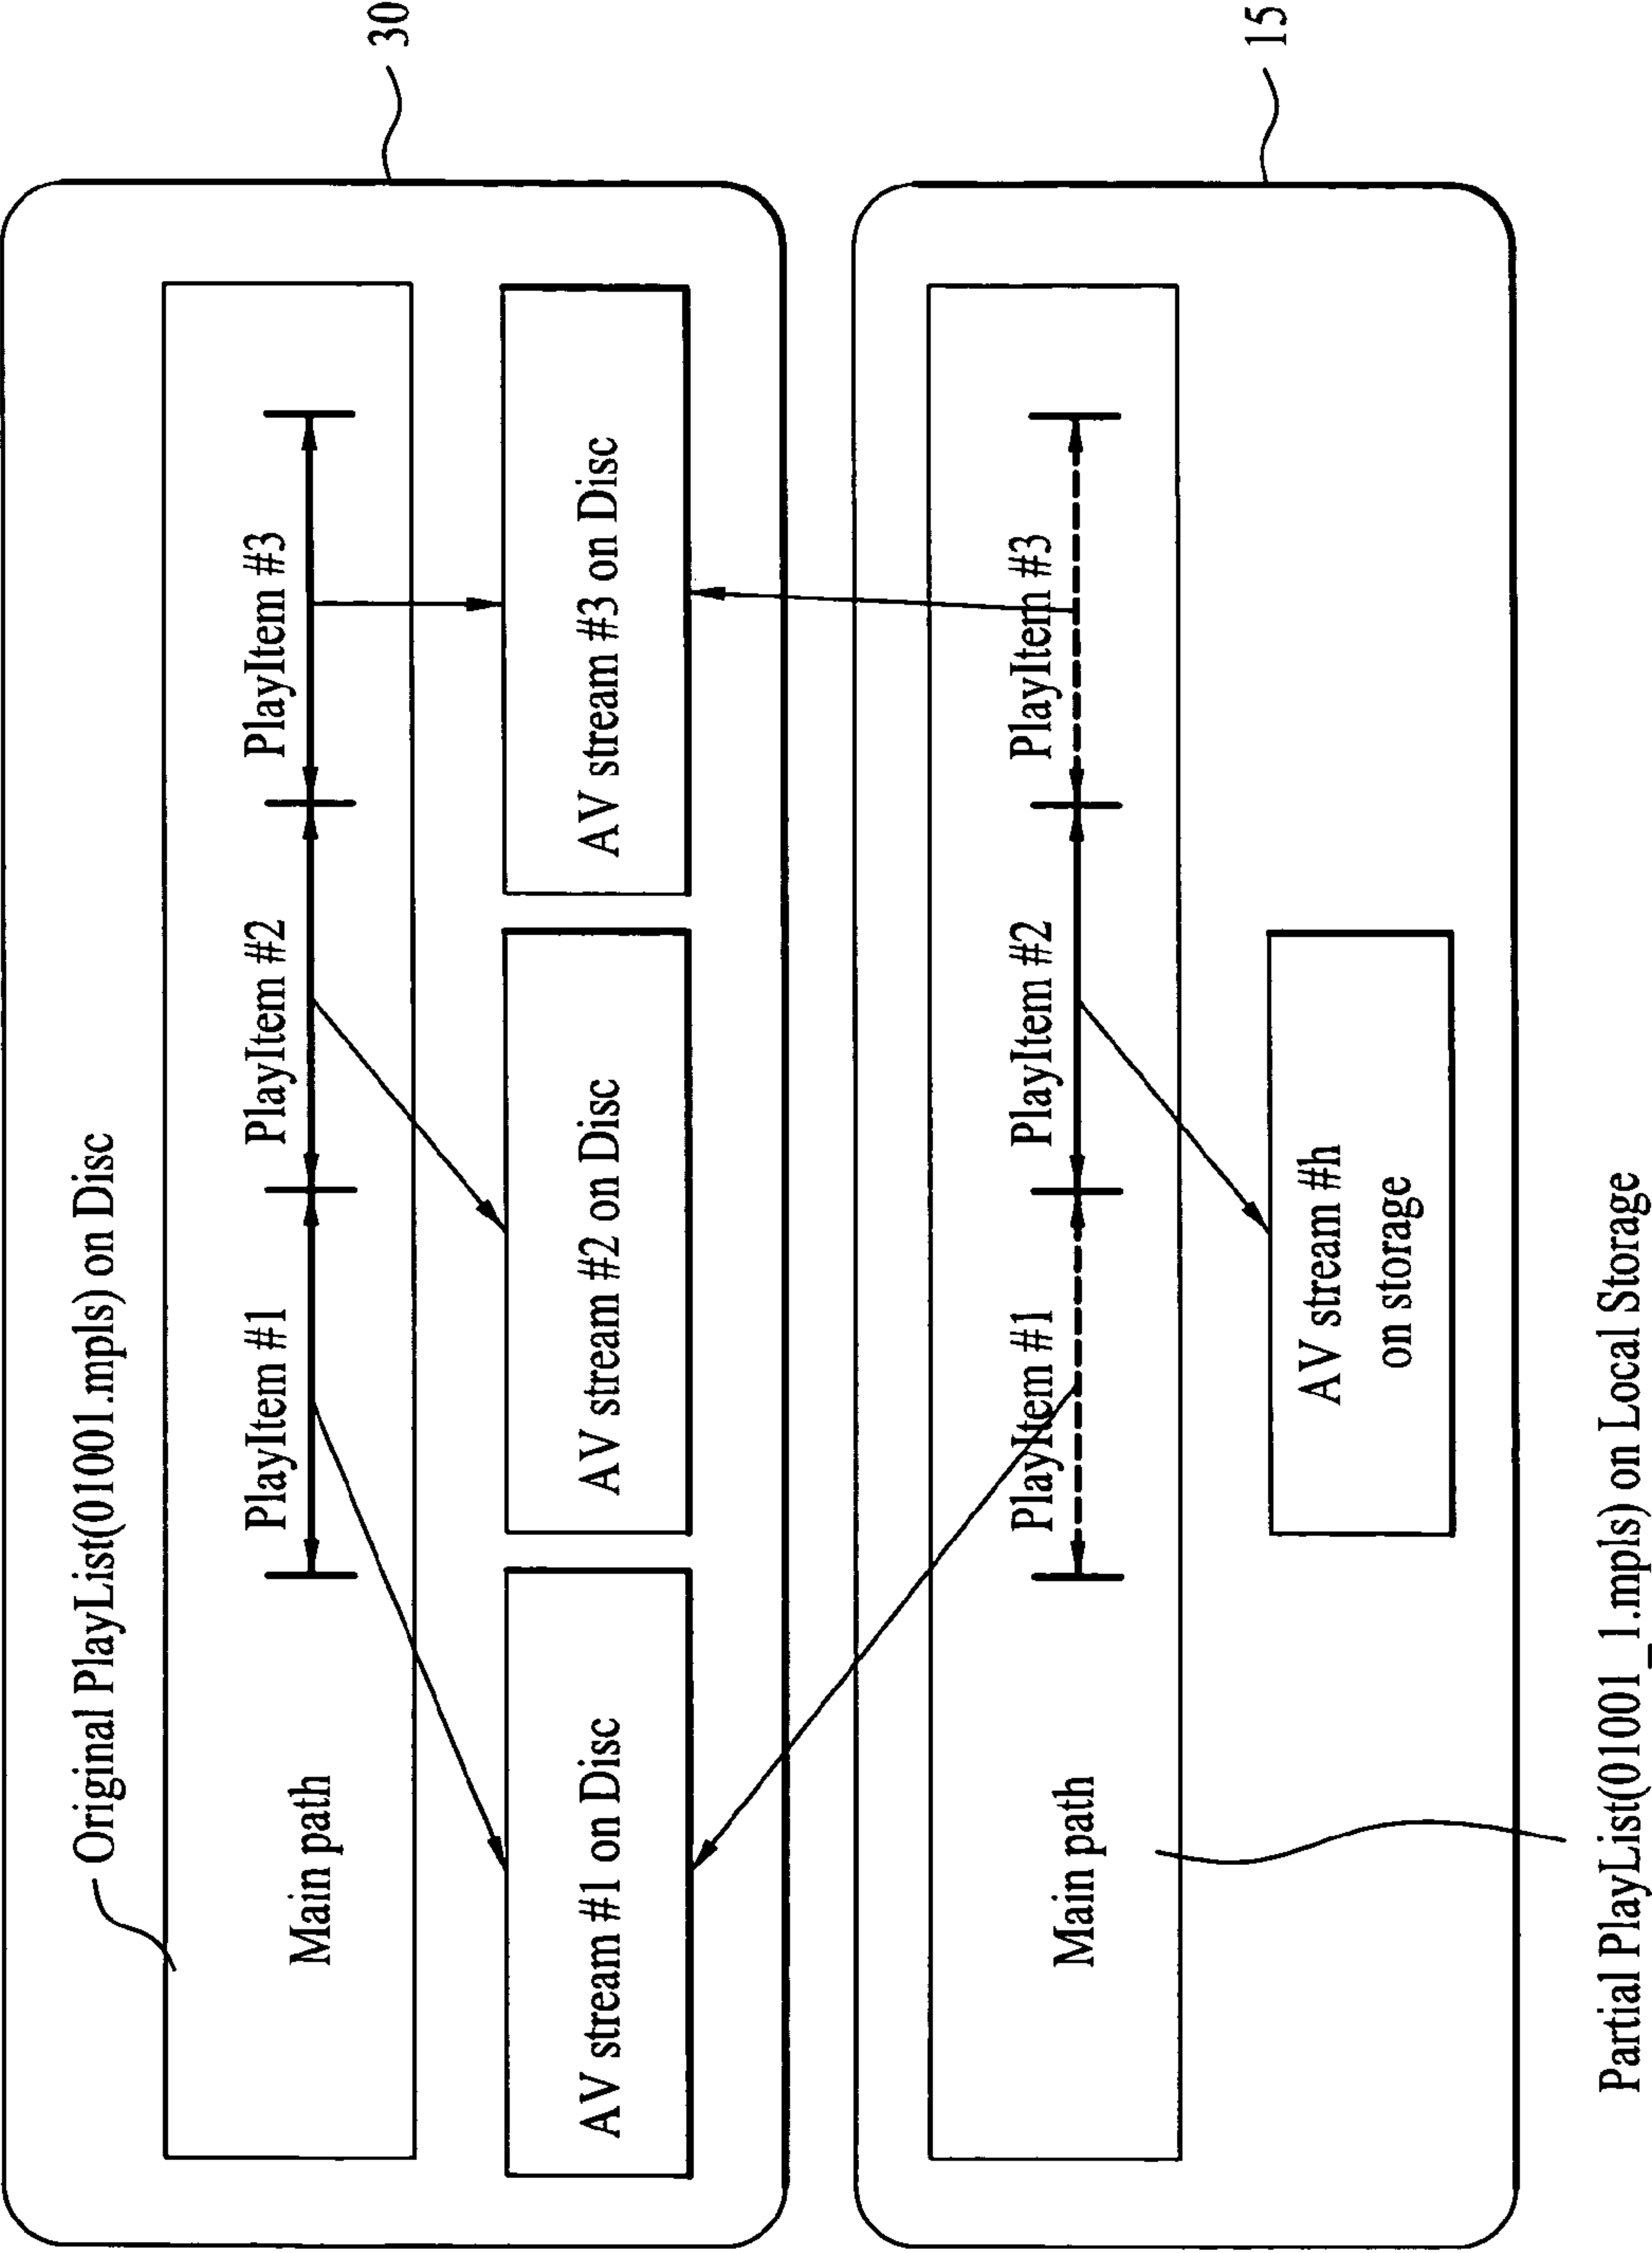 Original PlayList(01001.mpls) on Disc
30
Main path
PlayItem #1
PlayItem #2
PlayItem #3
AV stream #1 on Disc
AV stream #2 on Disc
AV stream #3 on Disc
15
Main path
PlayItem #1
PlayItem #2
PlayItem #3
AV stream #h
on storage
Partial PlayList(01001_1.mpls) on Local Storage